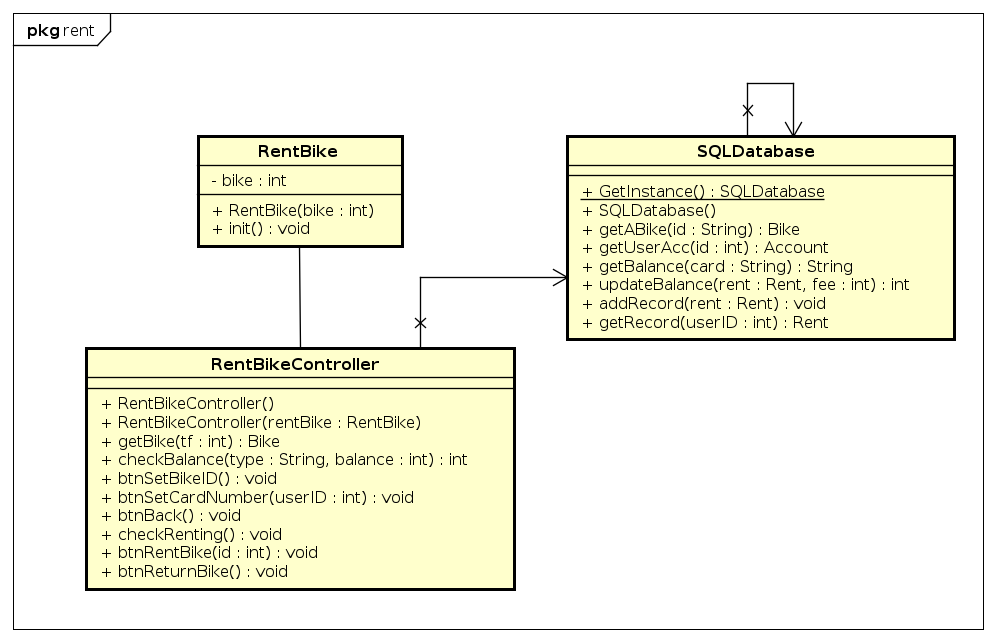 pkg rent
RentBike
- bike : int
+ RentBike(bike : int)
+ init() : void
SQLDatabase
+ GetInstance() : SQLDatabase
+ SQLDatabase()
+ getABike(id : String) : Bike
+ getUserAcc(id : int) : Account
+ getBalance(card : String) : String
+ updateBalance(rent : Rent, fee : int) : int
+ addRecord(rent : Rent) : void
+ getRecord(userID : int) : Rent
RentBikeController
+ RentBikeController()
+ RentBikeController(rentBike : RentBike)
+ getBike(tf : int) : Bike
+ checkBalance(type : String, balance : int) : int
+ btnSetBikeID() : void
+ btnSetCardNumber(userID : int) : void
+ btnBack() : void
+ checkRenting() : void
+ btnRentBike(id : int) : void
+ btnReturnBike() : void